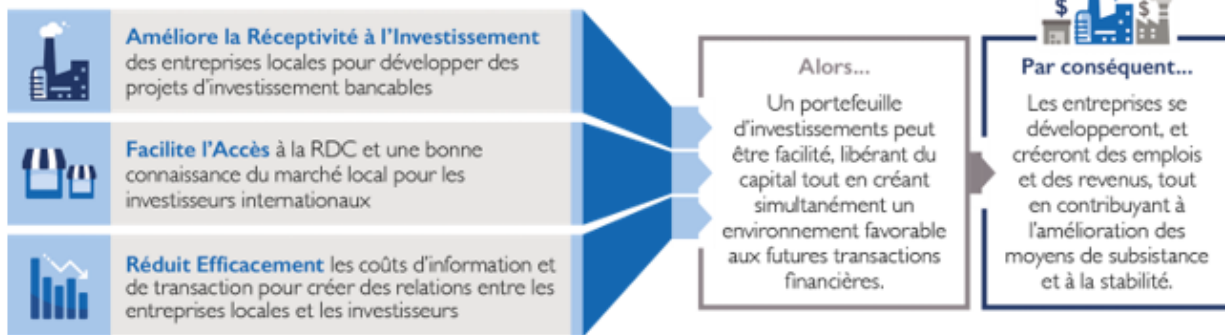 Améliore la Réceptivité à l'Investissement
des entreprises locales pour développer des
projets d'investissement bancables
Facilite l'Accès à la RDC et une bonne
connaissance du marché local pour les
investisseurs internationaux
Réduit Efficacement les coûts d'information et
de transaction pour créer des relations entre les
entreprises locales et les investisseurs
Alors...
Un portefeuille
d'investissements peut
être facilité, libérant du
capital tout en créant
simultanément un
environnement favorable
aux futures transactions
financières.
$ $
Par conséquent...
Les entreprises se
développeront, et
créeront des emplois
et des revenus, tout
en contribuant à
l'amélioration des
moyens de subsistance
et à la stabilité.